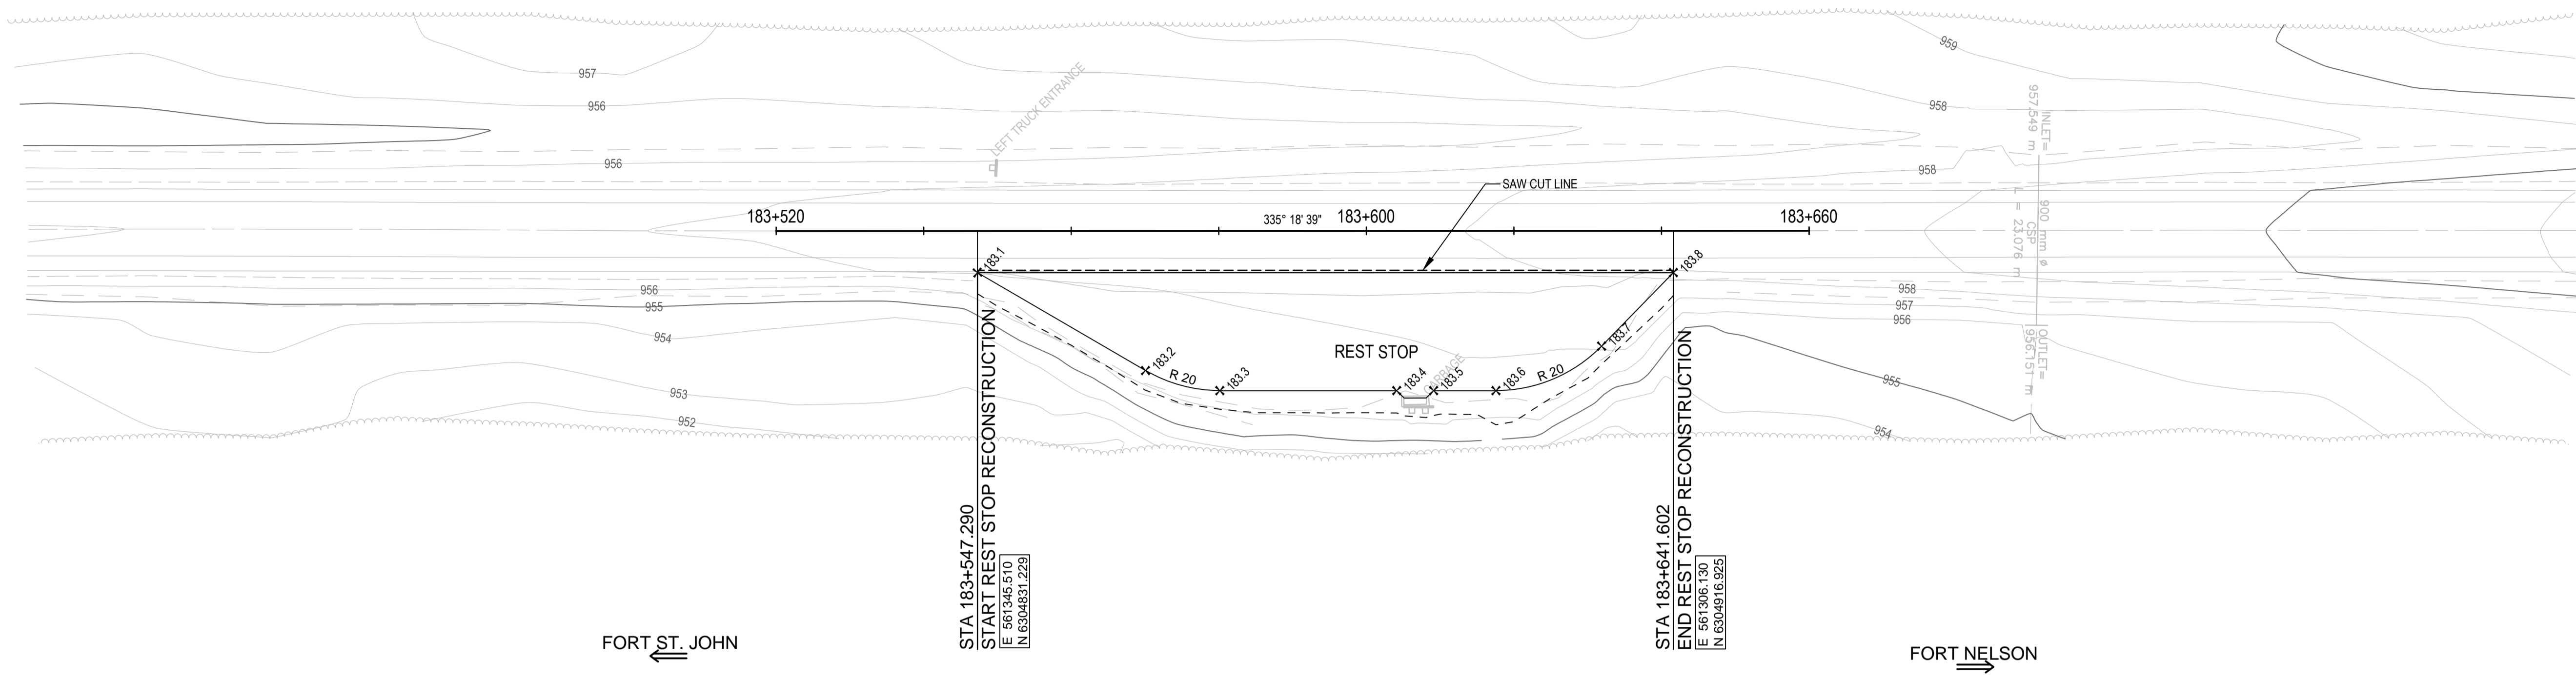 959
957
LEFT TRUCK ENTRANCE
956
958
INLET=
957.549 m
956
958
SAW CUT LINE
183+520
335° 18' 39"
183+600
183+660
900 mm ø
CSP
L = 23.076 m
183.1
183.8
956
955
954
958
957
956
183.7
REST STOP
183.2
R 20
183.3
183.4
GARBAGE
183.5
183.6
R 20
OUTLET=
956.151 m
955
953
952
954
STA 183+547.290
START REST STOP RECONSTRUCTION
E 561345.510
N 6304831.229
STA 183+641.602
END REST STOP RECONSTRUCTION
E 561306.130
N 6304916.925
FORT ST. JOHN
FORT NELSON